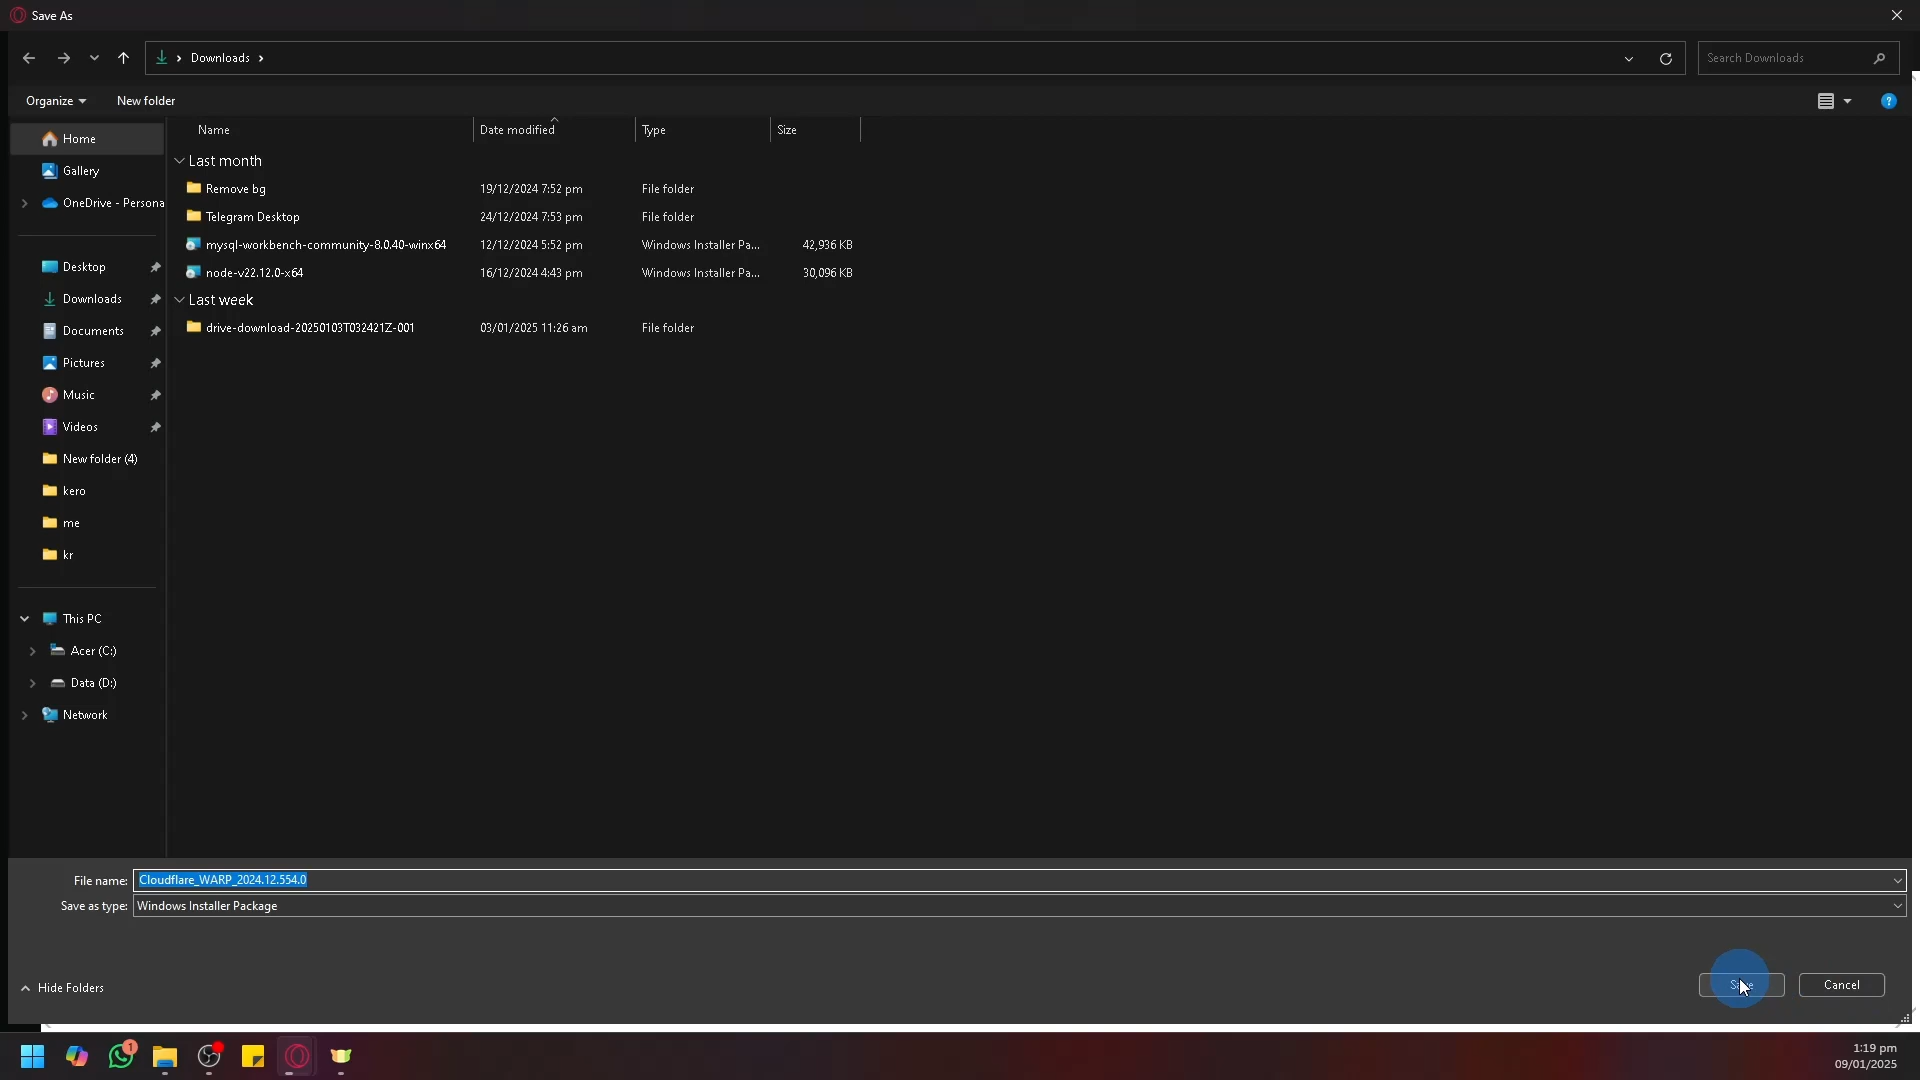 Save As
Downloads
Search Downloads
Organize
New folder
Name Date modified Type Size
Home
Gallery
OneDrive - Persona
Desktop
Downloads
Documents
Pictures
Music
Videos
New folder (4)
kero
me
kr
This PC
Acer (C:)
Data (D:)
Network
Last month
Remove bg 19/12/2024 7:52 pm File folder
Telegram Desktop 24/12/2024 7:53 pm File folder
mysql-workbench-community-8.0.40-winx64 12/12/2024 5:52 pm Windows Installer Pa... 42,936 KB
node-v22.12.0-x64 16/12/2024 4:43 pm Windows Installer Pa... 30,096 KB
Last week
drive-download-20250103T032421Z-001 03/01/2025 11:26 am File folder
File name: Cloudflare_WARP_2024.12.554.0
Save as type: Windows Installer Package
Hide Folders
Save Cancel
1
1:19 pm
09/01/2025